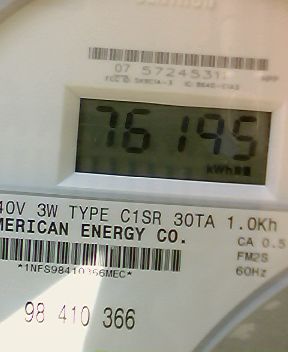 07 5724531
76195
kWh
40V 3W TYPE C1SR 30TA 1.0Kh
MERICAN ENERGY CO.
CA 0.5
FM2S
60Hz
*1NFS98410366MEC*
98 410 366